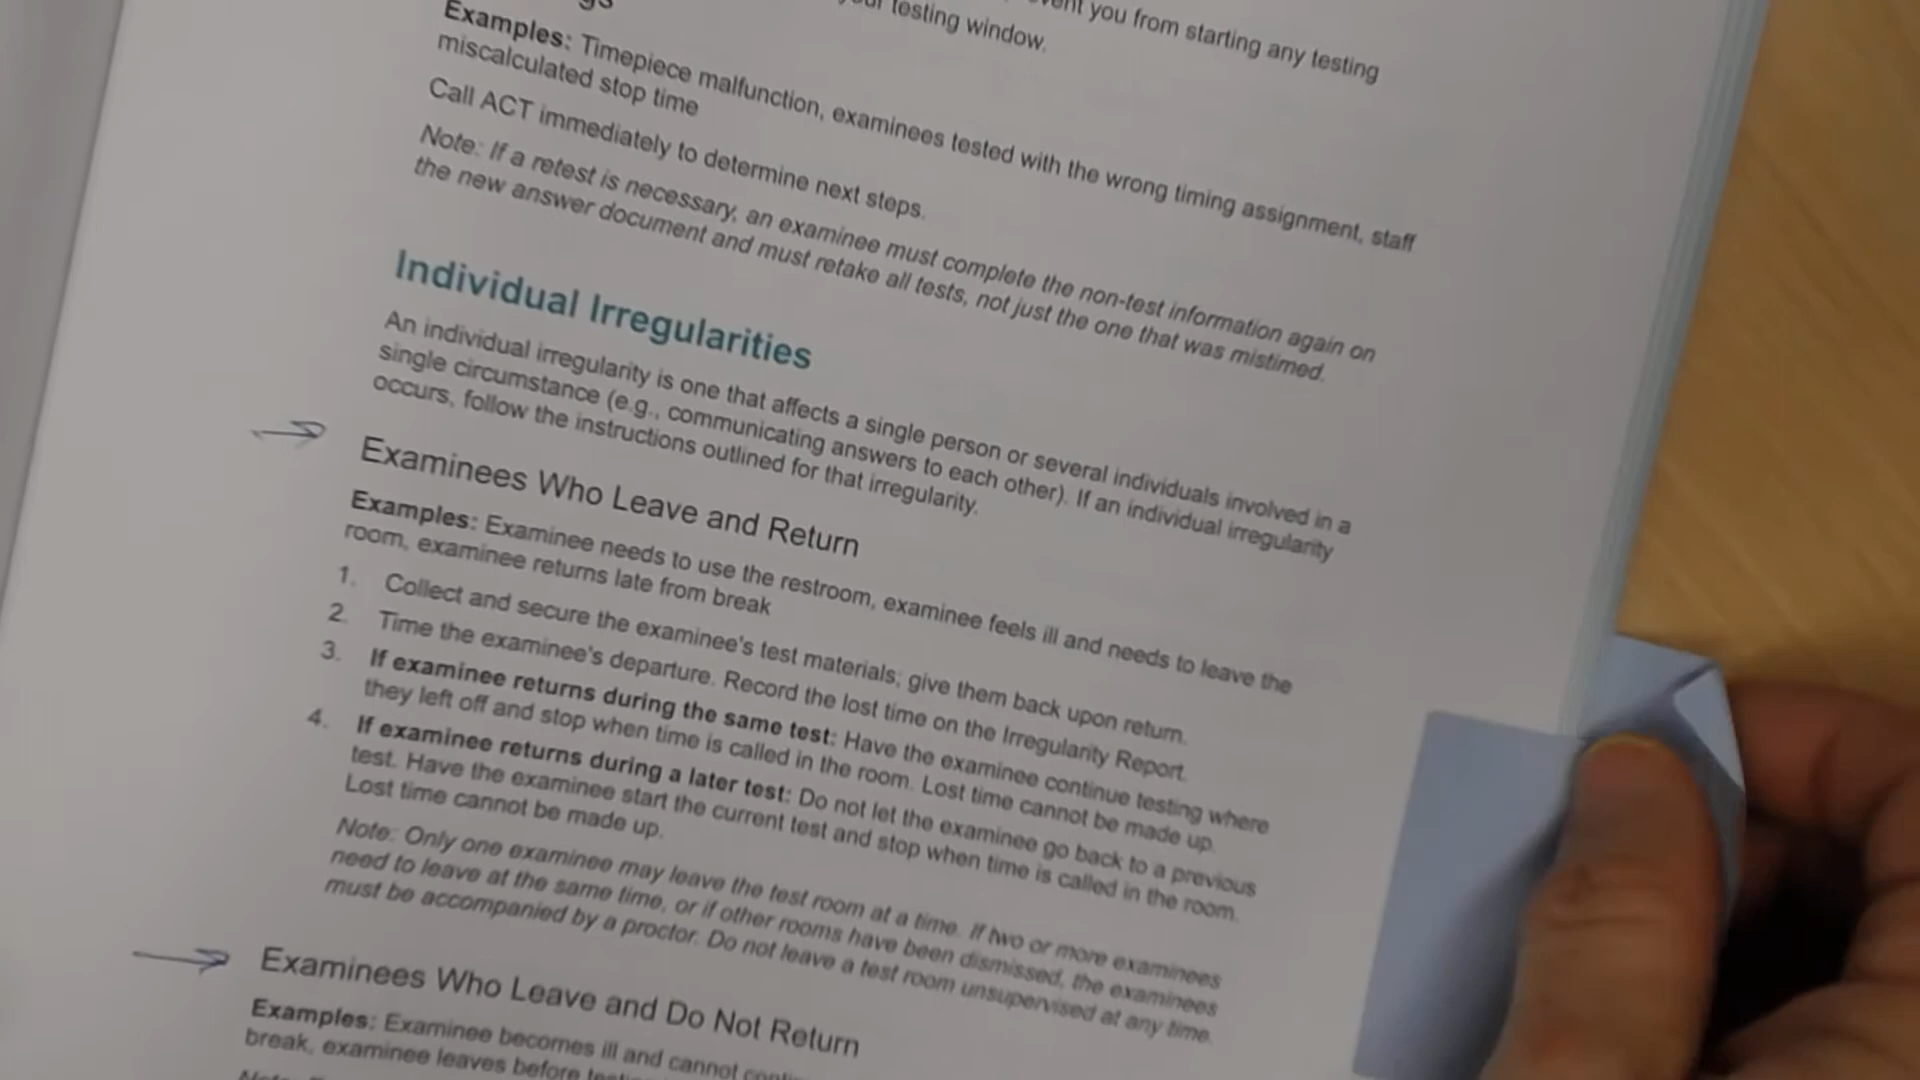 vent you from starting any testing
your testing window.
Examples: Timepiece malfunction, examinees tested with the wrong timing assignment, staff
miscalculated stop time
Call ACT immediately to determine next steps.
Note: If a retest is necessary, an examinee must complete the non-test information again on
the new answer document and must retake all tests, not just the one that was mistimed.
Individual Irregularities
An individual irregularity is one that affects a single person or several individuals involved in a
single circumstance (e.g., communicating answers to each other). If an individual irregularity
occurs, follow the instructions outlined for that irregularity.
Examinees Who Leave and Return
Examples: Examinee needs to use the restroom, examinee feels ill and needs to leave the
room, examinee returns late from break
1. Collect and secure the examinee's test materials; give them back upon return.
2. Time the examinee's departure. Record the lost time on the Irregularity Report.
3. If examinee returns during the same test: Have the examinee continue testing where
they left off and stop when time is called in the room. Lost time cannot be made up.
4. If examinee returns during a later test: Do not let the examinee go back to a previous
test. Have the examinee start the current test and stop when time is called in the room.
Lost time cannot be made up.
Note: Only one examinee may leave the test room at a time. If two or more examinees
need to leave at the same time, or if other rooms have been dismissed, the examinees
must be accompanied by a proctor. Do not leave a test room unsupervised at any time.
Examinees Who Leave and Do Not Return
Examples: Examinee becomes ill and cannot
break, examinee leaves before